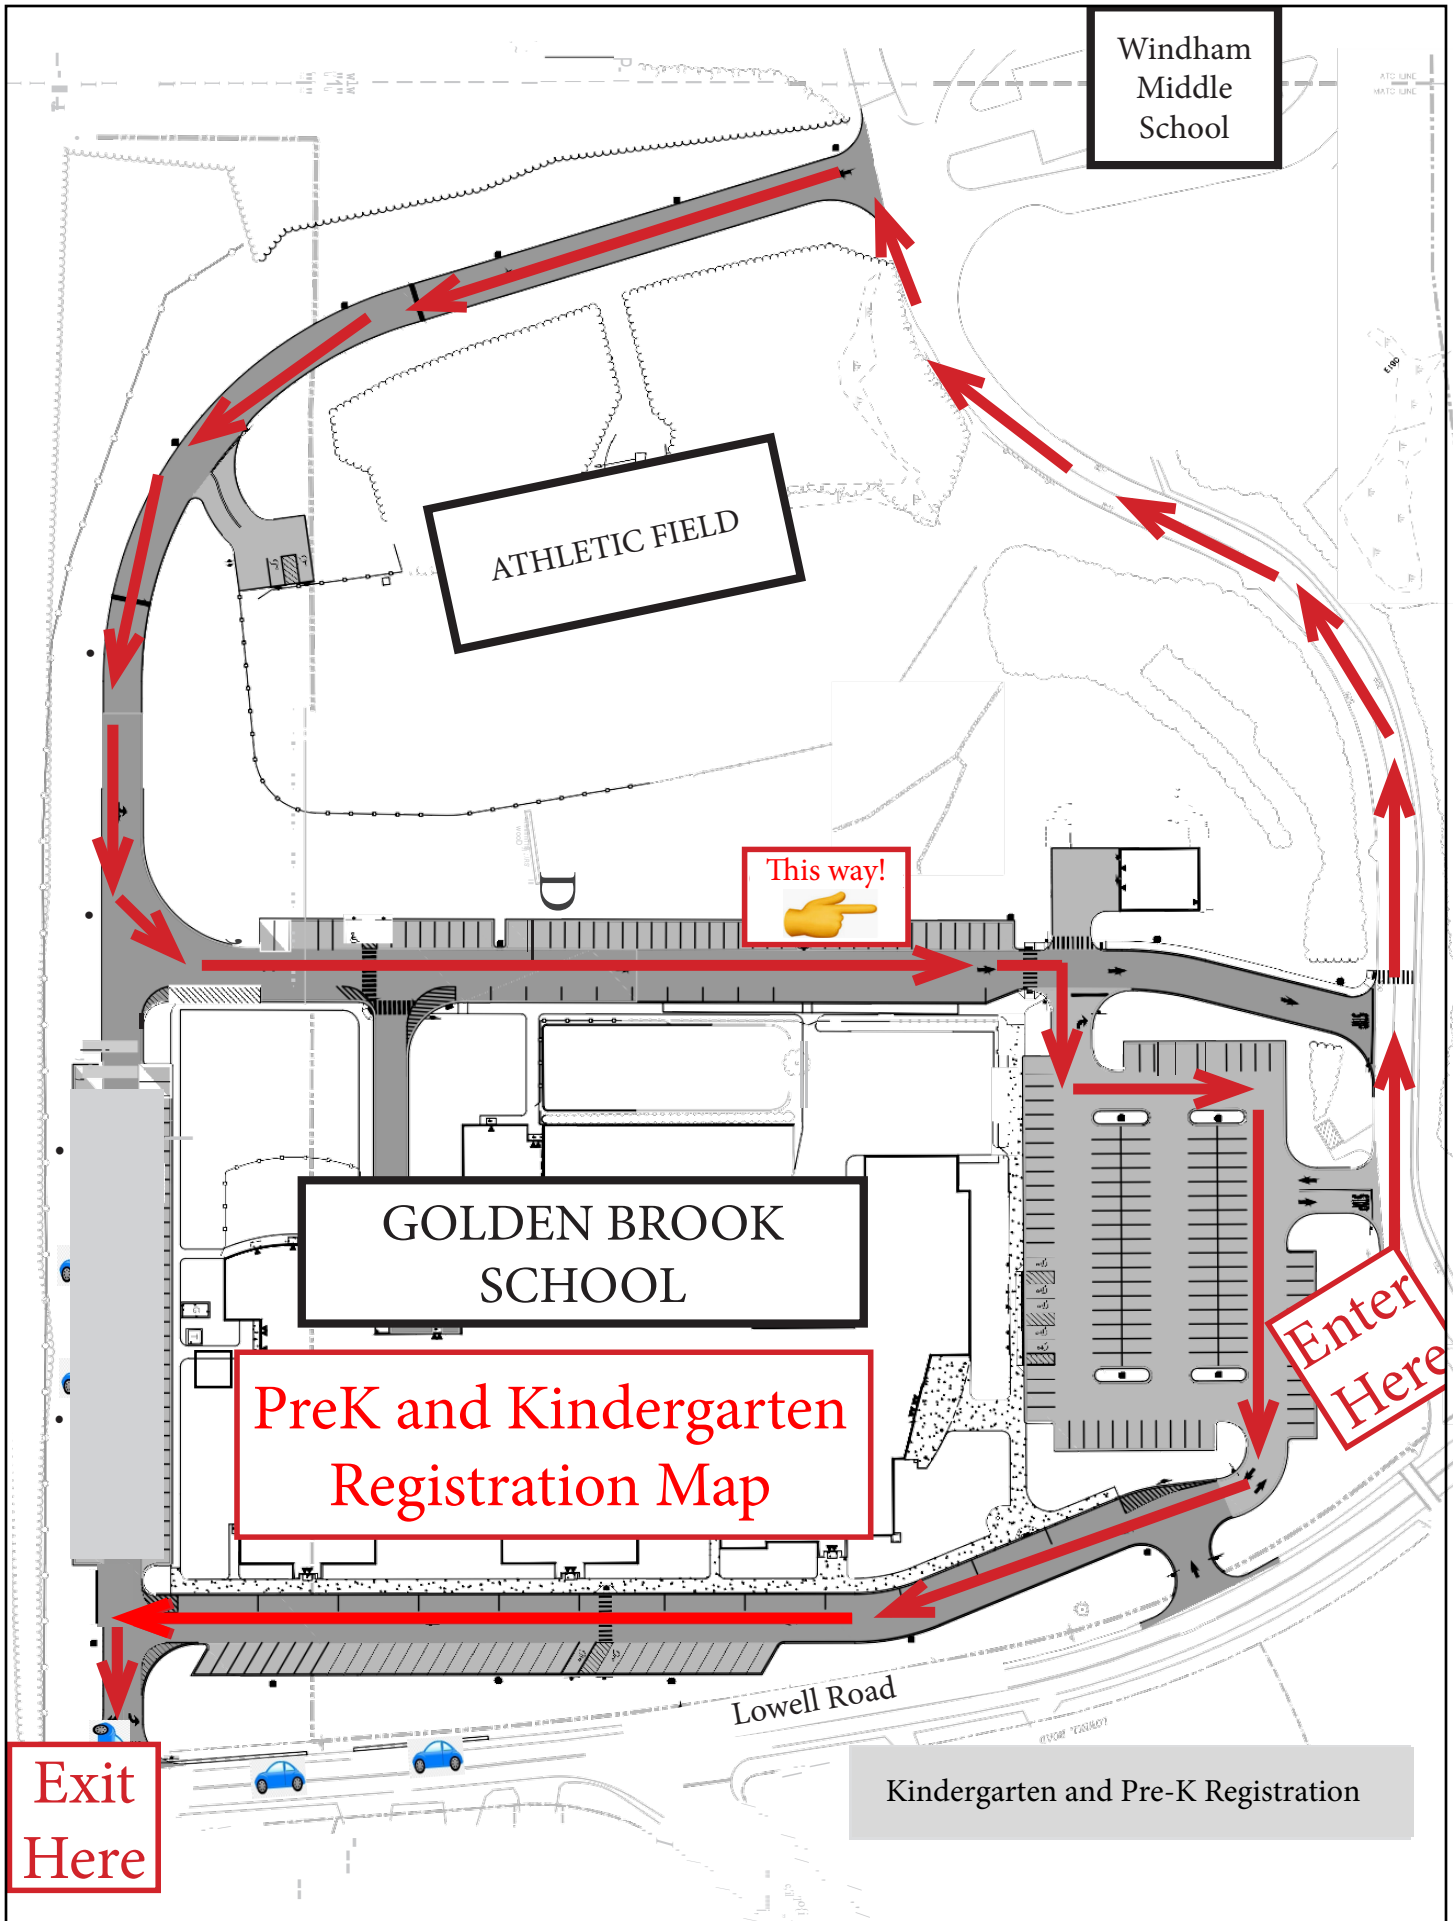 Windham
Middle
School
ATHLETIC FIELD
This way!
D
GOLDEN BROOK
SCHOOL
PreK and Kindergarten
Registration Map
Enter
Here
Lowell Road
Kindergarten and Pre-K Registration
Exit
Here